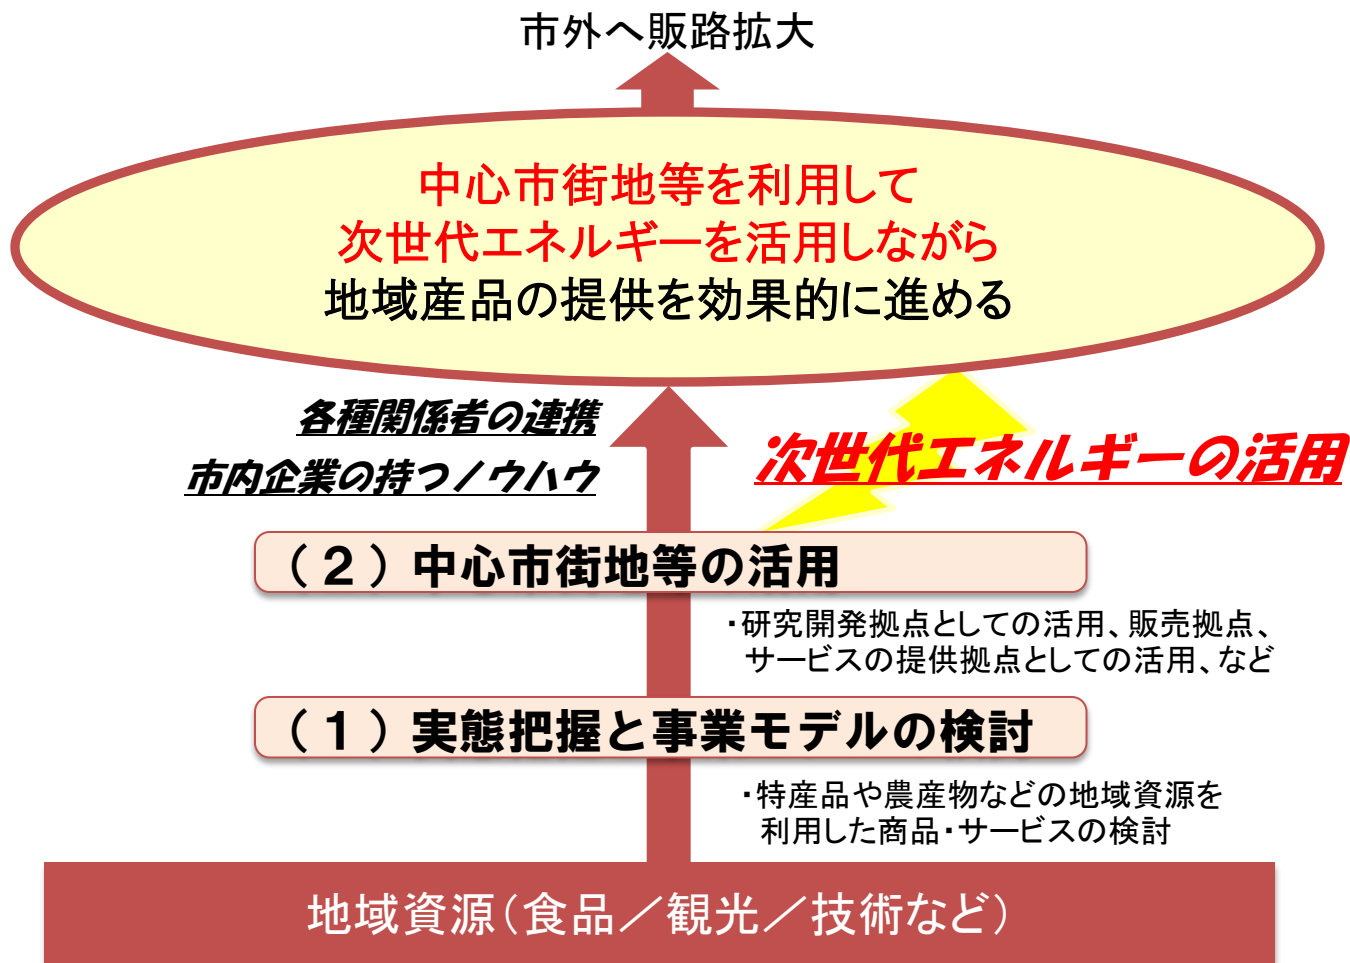 市外へ販路拡大
中心市街地等を利用して
次世代エネルギーを活用しながら
地域産品の提供を効果的に進める
各種関係者の連携
市内企業の持つノウハウ
次世代エネルギーの活用
（２）中心市街地等の活用
・研究開発拠点としての活用、販売拠点、
サービスの提供拠点としての活用、など
（１）実態把握と事業モデルの検討
・特産品や農産物などの地域資源を
利用した商品・サービスの検討
地域資源（食品／観光／技術など）